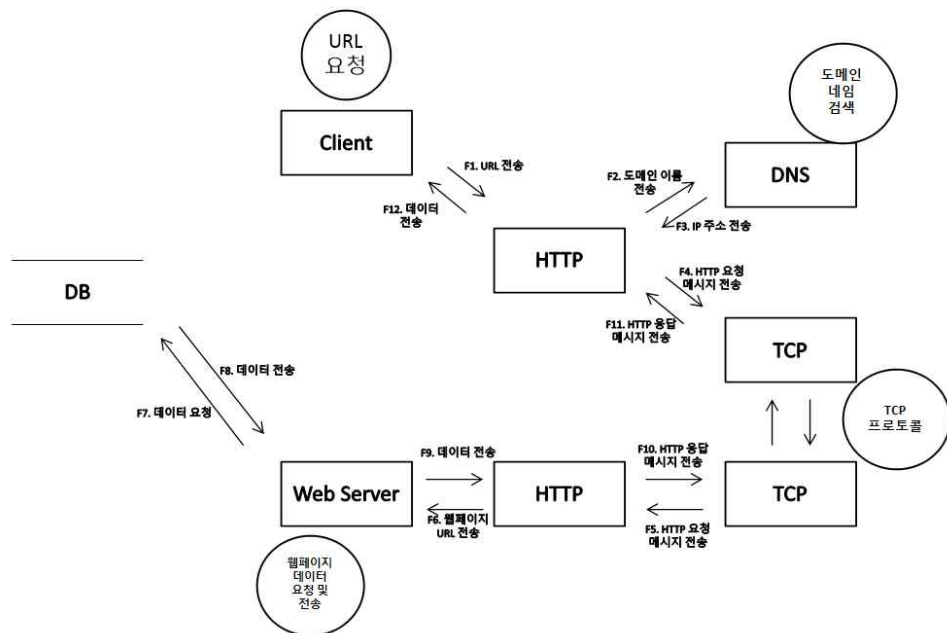 URL
요청
도메인
네임
검색
Client
DNS
F1. URL 전송
F2. 도메인 이름
전송
F12. 데이터
전송
F3. IP 주소 전송
HTTP
DB
F4. HTTP 요청
메시지 전송
F11. HTTP 응답
메시지 전송
TCP
F8. 데이터 전송
F7. 데이터 요청
TCP
프로토콜
F9. 데이터 전송
F10. HTTP 응답
메시지 전송
Web Server
HTTP
TCP
F6. 웹페이지
URL 전송
F5. HTTP 요청
메시지 전송
웹페이지
데이터
요청 및
전송